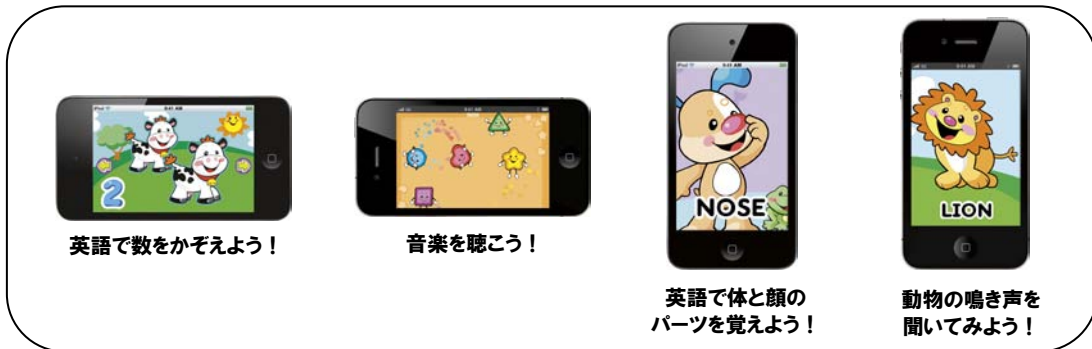 2
英語で数をかぞえよう！
音楽を聴こう！
NOSE
英語で体と顔の
パーツを覚えよう！
LION
動物の鳴き声を
聞いてみよう！